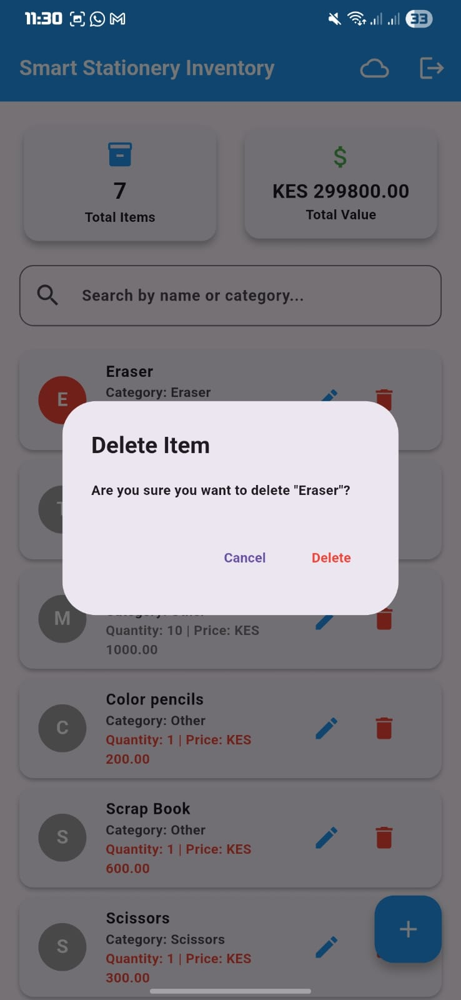 11:30
33
Smart Stationery Inventory
7
Total Items
$
KES 299800.00
Total Value
Search by name or category...
E
Eraser
Category: Eraser
Delete Item
Are you sure you want to delete "Eraser"?
Cancel
Delete
M
Category: Other
Quantity: 10 | Price: KES
1000.00
C
Color pencils
Category: Other
Quantity: 1 | Price: KES
200.00
S
Scrap Book
Category: Other
Quantity: 1 | Price: KES
600.00
S
Scissors
Category: Scissors
Quantity: 1 | Price: KES
300.00